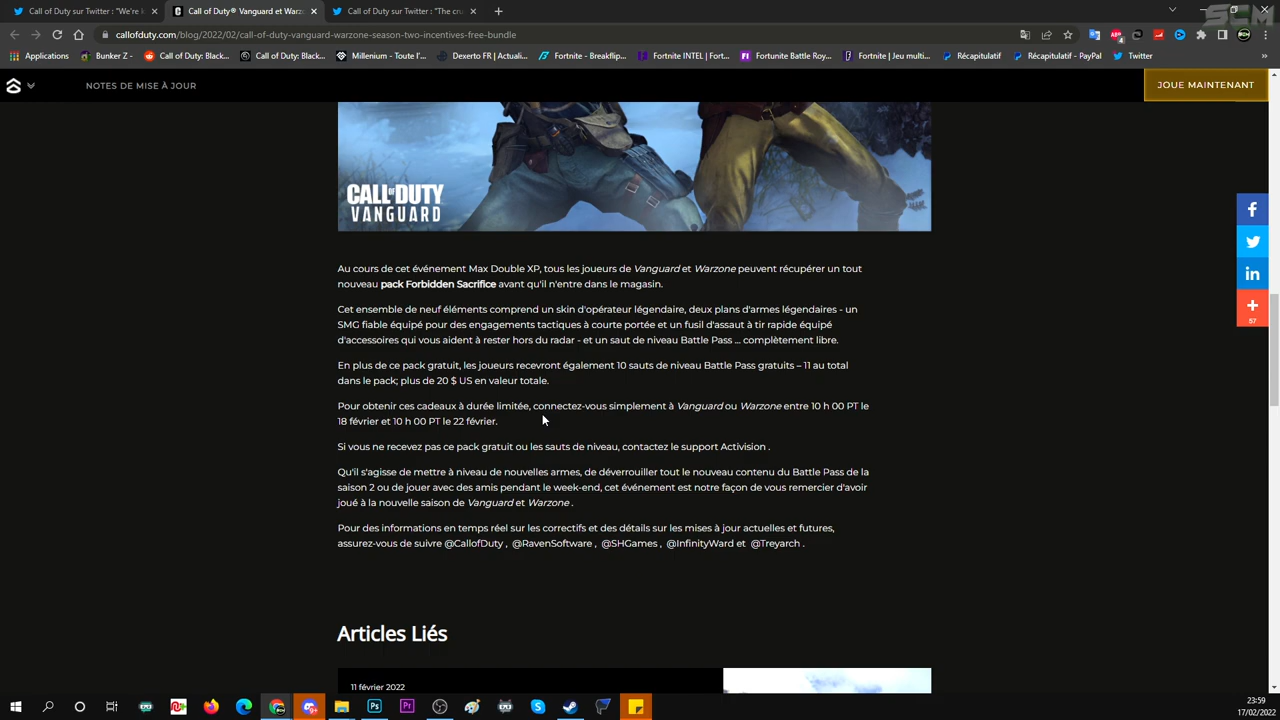 Call of Duty sur Twitter : "We're k
Call of Duty® Vanguard et Warz
Call of Duty sur Twitter : "The cru
SCM
callofduty.com/blog/2022/02/call-of-duty-vanguard-warzone-season-two-incentives-free-bundle
Applications
Bunker Z -
Call of Duty: Black...
Call of Duty: Black...
Millenium - Toute l'...
Dexerto FR | Actuali...
Fortnite - Breakflip...
Fortnite INTEL | For...
Fortunite Battle Roy...
Fortnite | Jeu multi...
Récapitulatif
Récapitulatif - PayPal
Twitter
NOTES DE MISE À JOUR
JOUE MAINTENANT
CALL OF DUTY
VANGUARD
Au cours de cet événement Max Double XP, tous les joueurs de Vanguard et Warzone peuvent récupérer un tout
nouveau pack Forbidden Sacrifice avant qu'il n'entre dans le magasin.
Cet ensemble de neuf éléments comprend un skin d'opérateur légendaire, deux plans d'armes légendaires - un
SMG fiable équipé pour des engagements tactiques à courte portée et un fusil d'assaut à tir rapide équipé
d'accessoires qui vous aident à rester hors du radar - et un saut de niveau Battle Pass ... complètement libre.
En plus de ce pack gratuit, les joueurs recevront également 10 sauts de niveau Battle Pass gratuits – 11 au total
dans le pack; plus de 20 $ US en valeur totale.
Pour obtenir ces cadeaux à durée limitée, connectez-vous simplement à Vanguard ou Warzone entre 10 h 00 PT le
18 février et 10 h 00 PT le 22 février.
Si vous ne recevez pas ce pack gratuit ou les sauts de niveau, contactez le support Activision .
Qu'il s'agisse de mettre à niveau de nouvelles armes, de déverrouiller tout le nouveau contenu du Battle Pass de la
saison 2 ou de jouer avec des amis pendant le week-end, cet événement est notre façon de vous remercier d'avoir
joué à la nouvelle saison de Vanguard et Warzone .
Pour des informations en temps réel sur les correctifs et des détails sur les mises à jour actuelles et futures,
assurez-vous de suivre @CallofDuty , @RavenSoftware , @SHGames , @InfinityWard et @Treyarch .
57
Articles Liés
11 février 2022
23:59
17/02/2022